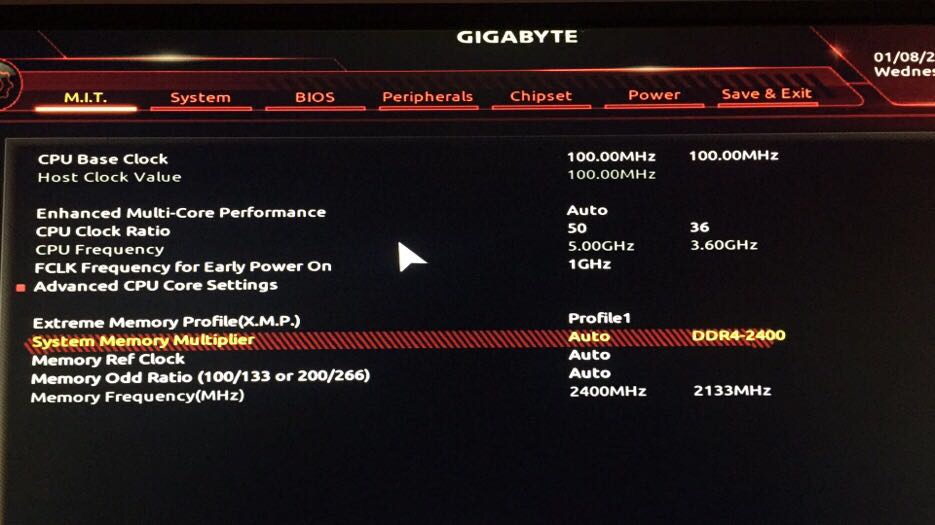 GIGABYTE
01/08/2
Wednes
M.I.T. System BIOS Peripherals Chipset Power Save & Exit
CPU Base Clock 100.00MHz 100.00MHz
Host Clock Value 100.00MHz
Enhanced Multi-Core Performance Auto
CPU Clock Ratio 50 36
CPU Frequency 5.00GHz 3.60GHz
FCLK Frequency for Early Power On 1GHz
Advanced CPU Core Settings
Extreme Memory Profile(X.M.P.) Profile1
System Memory Multiplier Auto DDR4-2400
Memory Ref Clock Auto
Memory Odd Ratio (100/133 or 200/266) Auto
Memory Frequency(MHz) 2400MHz 2133MHz